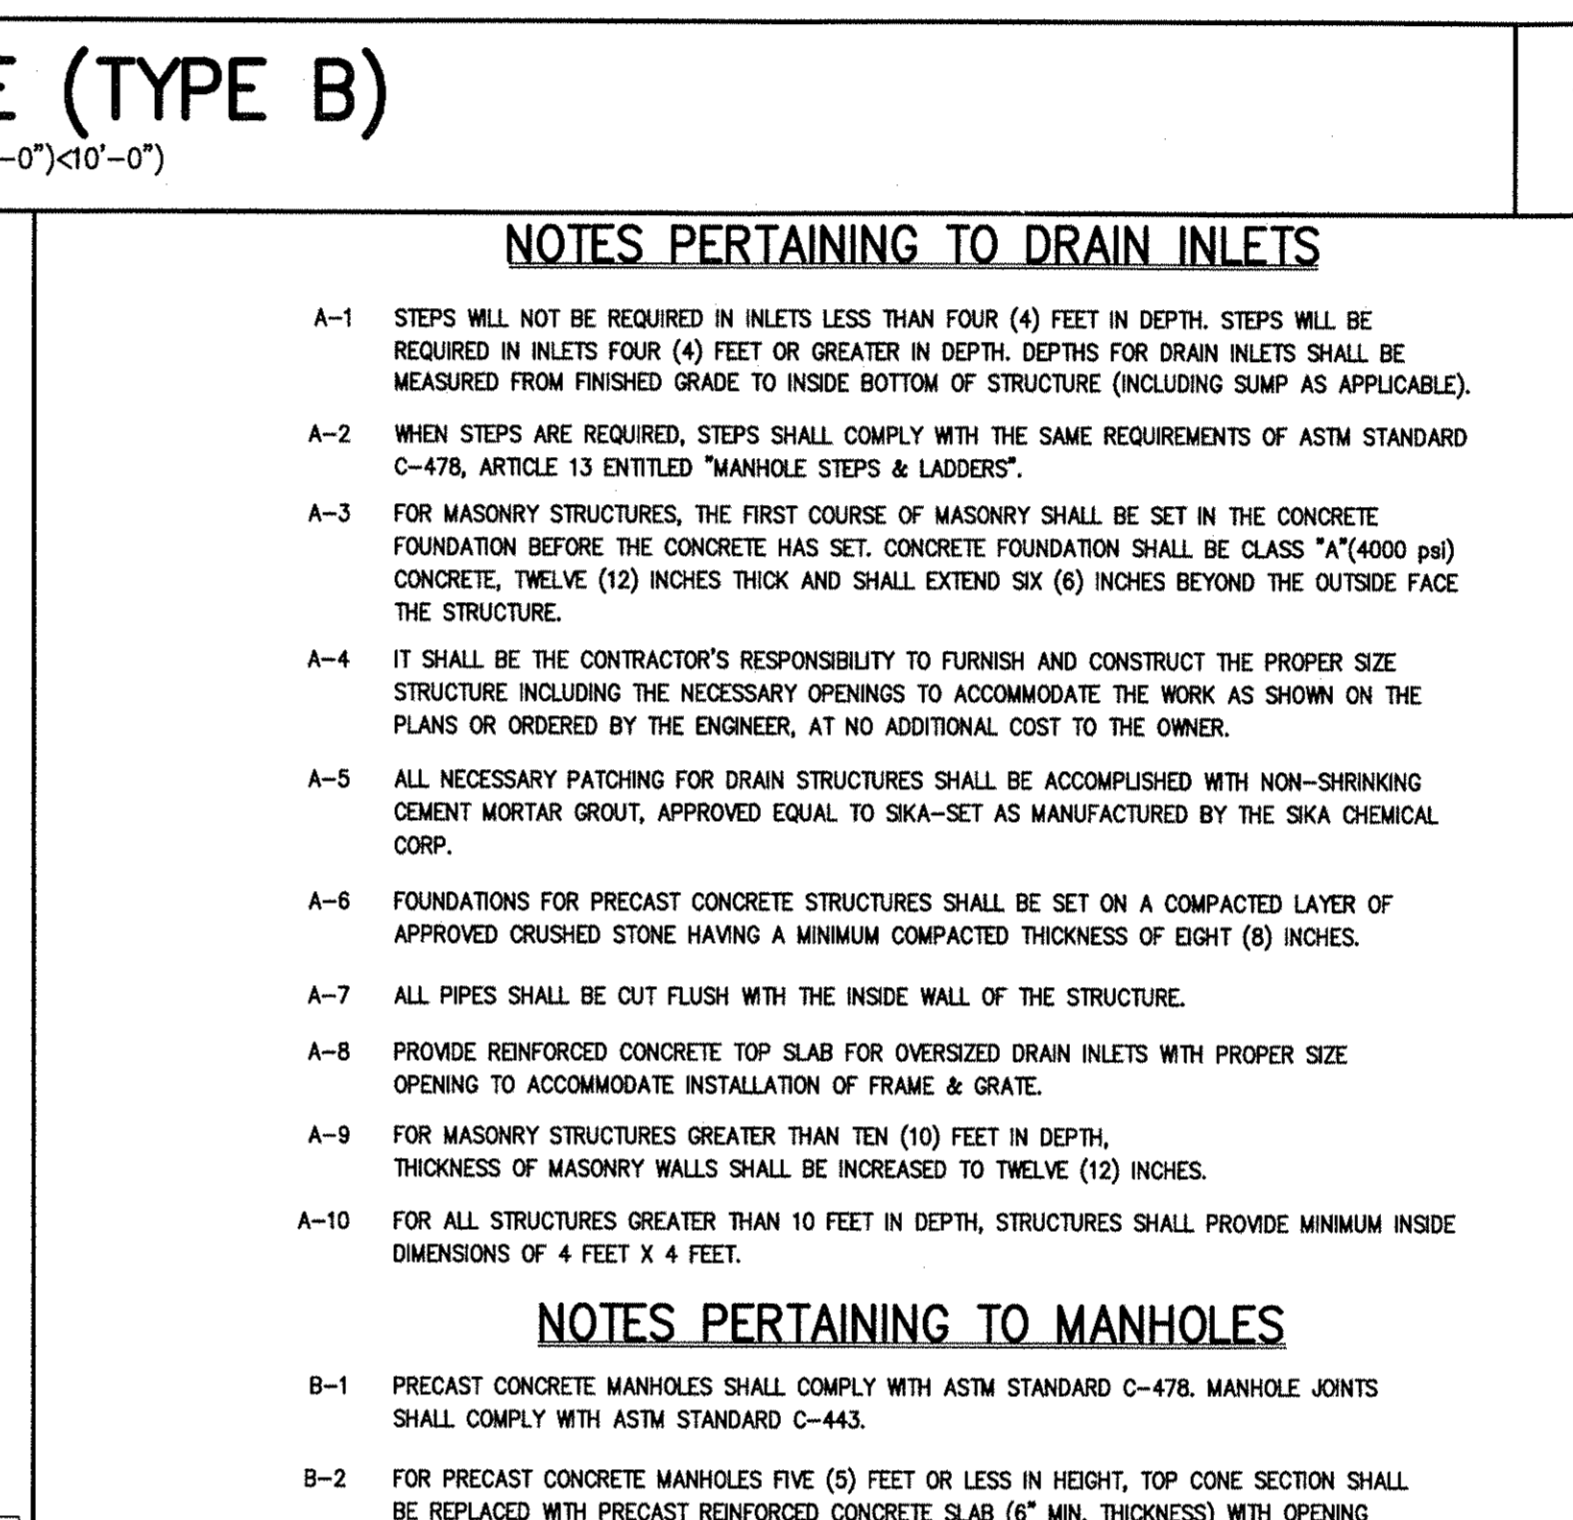 (TYPE B)
-0")<10'-0")
NOTES PERTAINING TO DRAIN INLETS
A-1 STEPS WILL NOT BE REQUIRED IN INLETS LESS THAN FOUR (4) FEET IN DEPTH. STEPS WILL BE
REQUIRED IN INLETS FOUR (4) FEET OR GREATER IN DEPTH. DEPTHS FOR DRAIN INLETS SHALL BE
MEASURED FROM FINISHED GRADE TO INSIDE BOTTOM OF STRUCTURE (INCLUDING SUMP AS APPLICABLE).
A-2 WHEN STEPS ARE REQUIRED, STEPS SHALL COMPLY WITH THE SAME REQUIREMENTS OF ASTM STANDARD
C-478, ARTICLE 13 ENTITLED "MANHOLE STEPS & LADDERS".
A-3 FOR MASONRY STRUCTURES, THE FIRST COURSE OF MASONRY SHALL BE SET IN THE CONCRETE
FOUNDATION BEFORE THE CONCRETE HAS SET. CONCRETE FOUNDATION SHALL BE CLASS "A"(4000 psi)
CONCRETE, TWELVE (12) INCHES THICK AND SHALL EXTEND SIX (6) INCHES BEYOND THE OUTSIDE FACE
THE STRUCTURE.
A-4 IT SHALL BE THE CONTRACTOR'S RESPONSIBILITY TO FURNISH AND CONSTRUCT THE PROPER SIZE
STRUCTURE INCLUDING THE NECESSARY OPENINGS TO ACCOMMODATE THE WORK AS SHOWN ON THE
PLANS OR ORDERED BY THE ENGINEER, AT NO ADDITIONAL COST TO THE OWNER.
A-5 ALL NECESSARY PATCHING FOR DRAIN STRUCTURES SHALL BE ACCOMPLISHED WITH NON-SHRINKING
CEMENT MORTAR GROUT, APPROVED EQUAL TO SIKA-SET AS MANUFACTURED BY THE SIKA CHEMICAL
CORP.
A-6 FOUNDATIONS FOR PRECAST CONCRETE STRUCTURES SHALL BE SET ON A COMPACTED LAYER OF
APPROVED CRUSHED STONE HAVING A MINIMUM COMPACTED THICKNESS OF EIGHT (8) INCHES.
A-7 ALL PIPES SHALL BE CUT FLUSH WITH THE INSIDE WALL OF THE STRUCTURE.
A-8 PROVIDE REINFORCED CONCRETE TOP SLAB FOR OVERSIZED DRAIN INLETS WITH PROPER SIZE
OPENING TO ACCOMMODATE INSTALLATION OF FRAME & GRATE.
A-9 FOR MASONRY STRUCTURES GREATER THAN TEN (10) FEET IN DEPTH,
THICKNESS OF MASONRY WALLS SHALL BE INCREASED TO TWELVE (12) INCHES.
A-10 FOR ALL STRUCTURES GREATER THAN 10 FEET IN DEPTH, STRUCTURES SHALL PROVIDE MINIMUM INSIDE
DIMENSIONS OF 4 FEET X 4 FEET.
NOTES PERTAINING TO MANHOLES
B-1 PRECAST CONCRETE MANHOLES SHALL COMPLY WITH ASTM STANDARD C-478. MANHOLE JOINTS
SHALL COMPLY WITH ASTM STANDARD C-443.
B-2 FOR PRECAST CONCRETE MANHOLES FIVE (5) FEET OR LESS IN HEIGHT, TOP CONE SECTION SHALL
BE REPLACED WITH PRECAST REINFORCED CONCRETE SLAB (6" MIN. THICKNESS) WITH OPENING